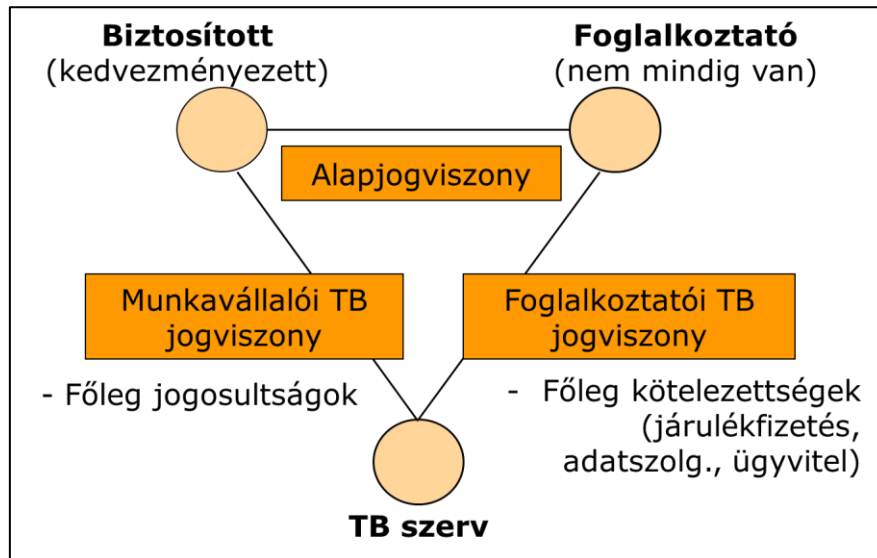 Biztosított
(kedvezményezett)
Foglalkoztató
(nem mindig van)
Alapjogviszony
Munkavállalói TB
jogviszony
Foglalkoztatói TB
jogviszony
- Főleg jogosultságok
- Főleg kötelezettségek
(járulékfizetés,
adatszolg., ügyvitel)
TB szerv